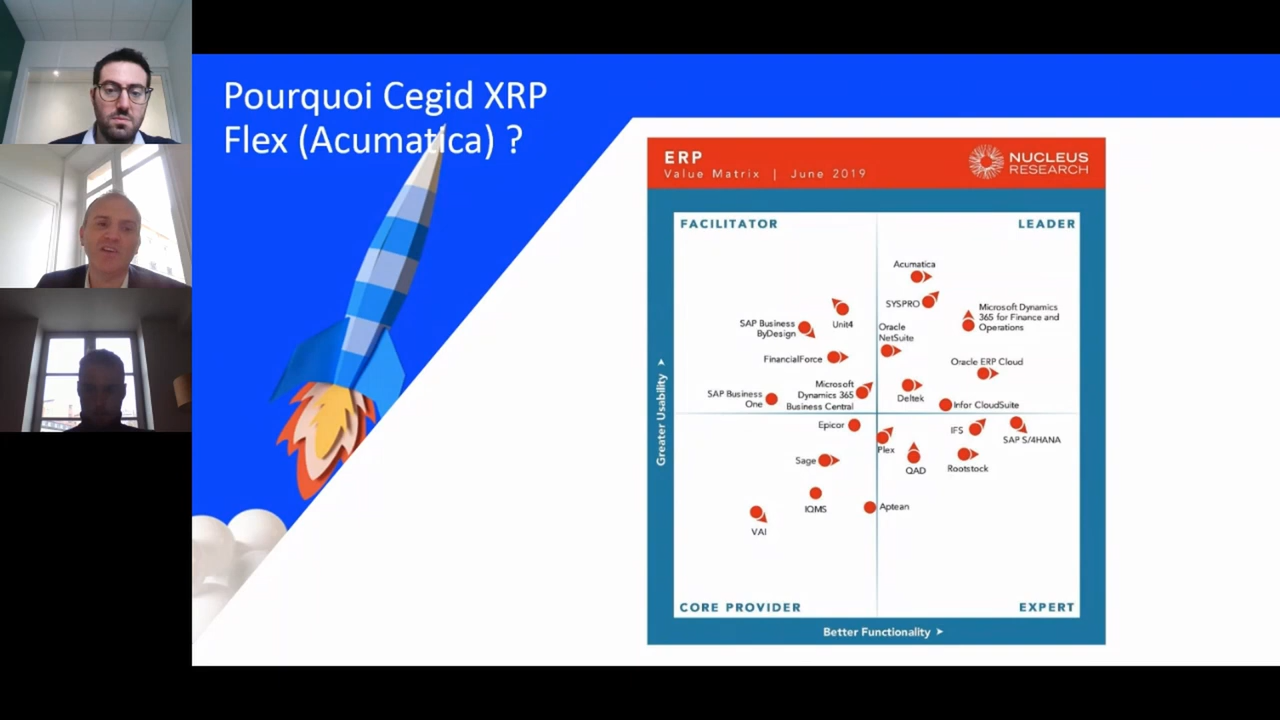 Pourquoi Cegid XRP
Flex (Acumatica) ?
ERP
Value Matrix | June 2019
NUCLEUS
RESEARCH
FACILITATOR
LEADER
Acumatica
SYSPRO
Microsoft Dynamics
365 for Finance and
Operations
Unit4
SAP Business
ByDesign
Oracle
NetSuite
FinancialForce
Oracle ERP Cloud
Microsoft
Dynamics 365
Business Central
SAP Business
One
Deltek
Infor CloudSuite
Greater Usability ➤
Epicor
Plex
IFS
SAP S/4HANA
Sage
QAD
Rootstock
IQMS
Aptean
VAI
CORE PROVIDER
EXPERT
Better Functionality ➤